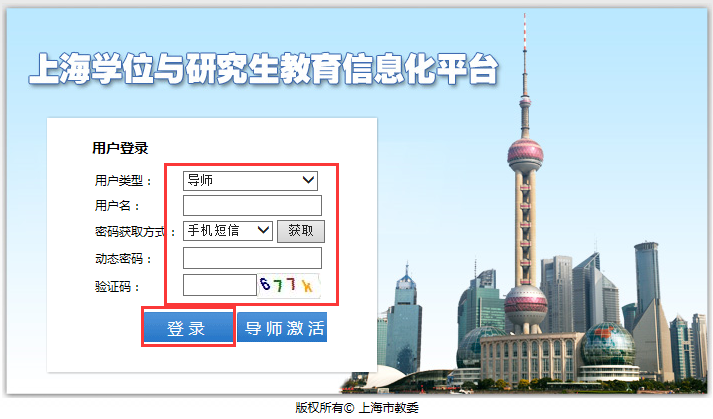 上海学位与研究生教育信息化平台
用户登录
用户类型： 导师
用户名：
密码获取方式： 手机短信 获取
动态密码：
验证码： 677K
登 录 导 师 激 活
版权所有© 上海市教委